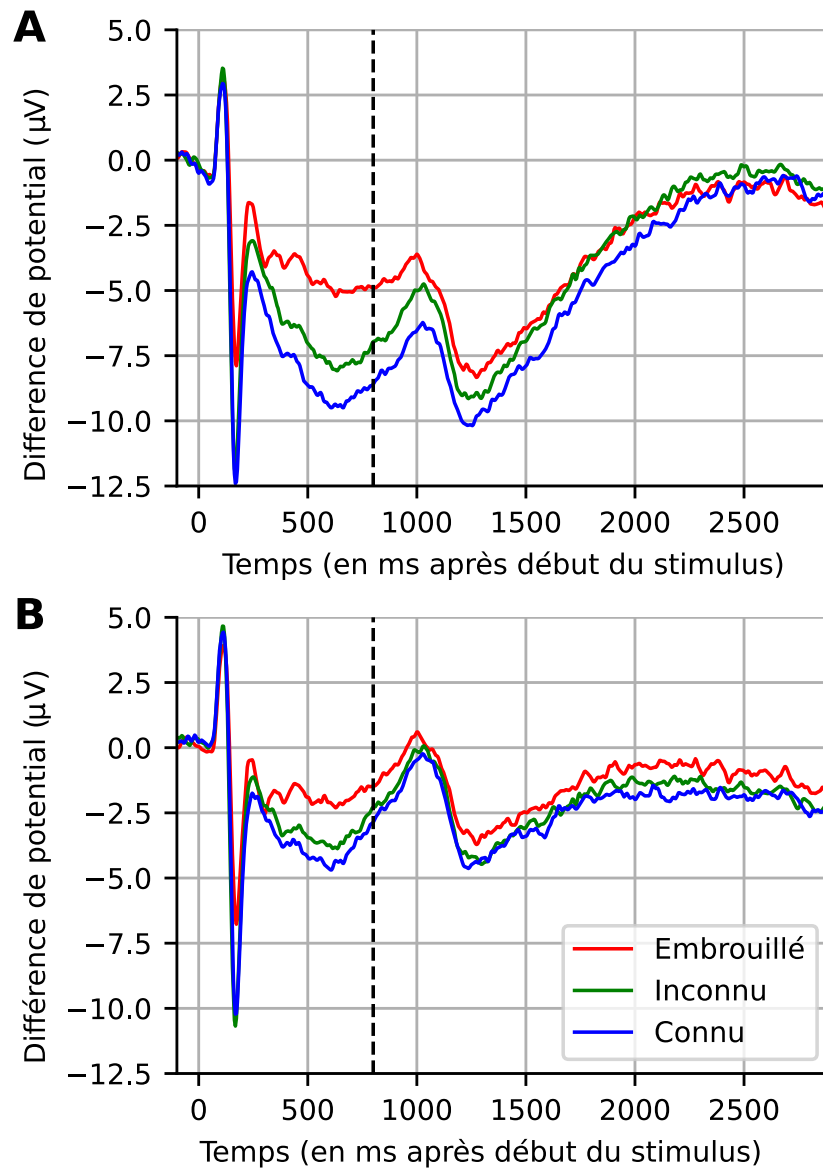 A
5.0
2.5
0.0
−2.5
−5.0
−7.5
−10.0
−12.5
Difference de potential (µV)
0 500 1000 1500 2000 2500
Temps (en ms après début du stimulus)
B
5.0
2.5
0.0
−2.5
−5.0
−7.5
−10.0
−12.5
Différence de potential (µV)
Embrouillé
Inconnu
Connu
0 500 1000 1500 2000 2500
Temps (en ms après début du stimulus)